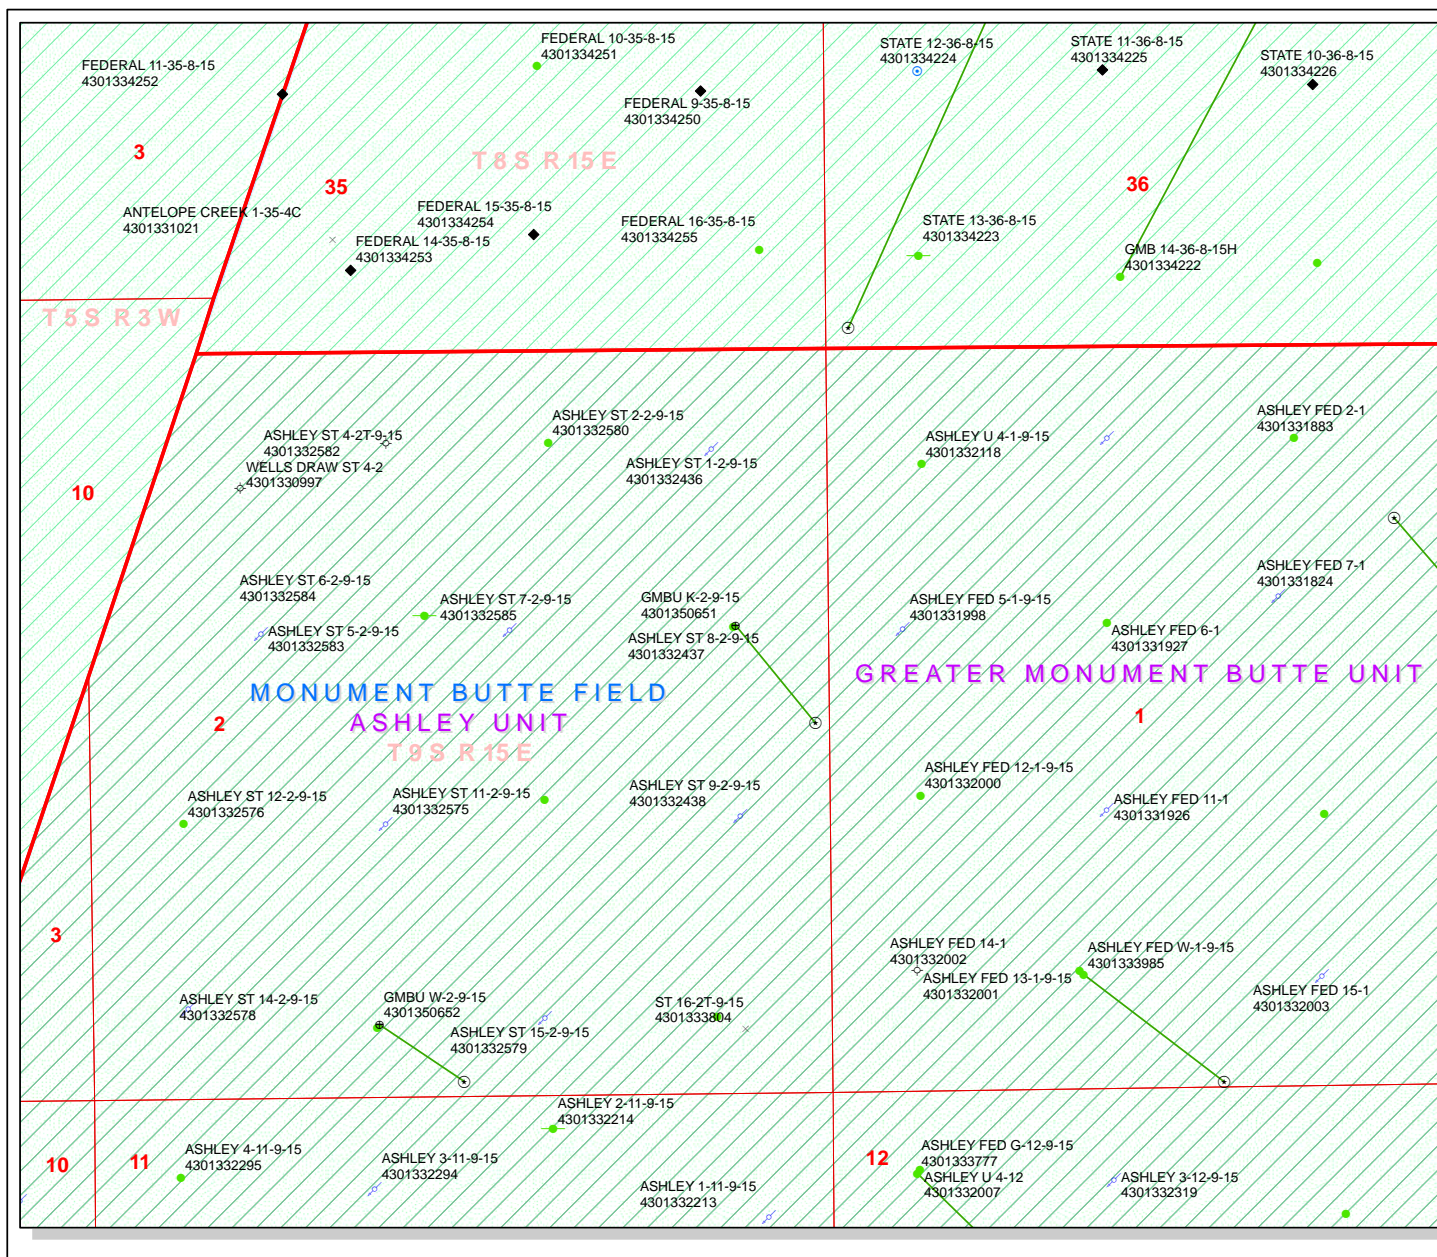 FEDERAL 11-35-8-15
4301334252
FEDERAL 10-35-8-15
4301334251
FEDERAL 9-35-8-15
4301334250
STATE 12-36-8-15
4301334224
STATE 11-36-8-15
4301334225
STATE 10-36-8-15
4301334226
3
35
T8S R15E
36
ANTELOPE CREEK 1-35-4C
4301331021
FEDERAL 14-35-8-15
4301334253
FEDERAL 15-35-8-15
4301334254
FEDERAL 16-35-8-15
4301334255
STATE 13-36-8-15
4301334223
GMB 14-36-8-15H
4301334222
T5S R3W
ASHLEY ST 4-2T-9-15
4301332582
WELLS DRAW ST 4-2
4301330997
ASHLEY ST 2-2-9-15
4301332580
ASHLEY ST 1-2-9-15
4301332436
ASHLEY U 4-1-9-15
4301332118
ASHLEY FED 2-1
4301331883
10
ASHLEY ST 6-2-9-15
4301332584
ASHLEY ST 5-2-9-15
4301332583
ASHLEY ST 7-2-9-15
4301332585
GMBU K-2-9-15
4301350651
ASHLEY ST 8-2-9-15
4301332437
ASHLEY FED 5-1-9-15
4301331998
ASHLEY FED 6-1
4301331927
ASHLEY FED 7-1
4301331824
MONUMENT BUTTE FIELD
ASHLEY UNIT
T9S R15E
GREATER MONUMENT BUTTE UNIT
2
1
ASHLEY ST 12-2-9-15
4301332576
ASHLEY ST 11-2-9-15
4301332575
ASHLEY ST 9-2-9-15
4301332438
ASHLEY FED 12-1-9-15
4301332000
ASHLEY FED 11-1
4301331926
3
ASHLEY ST 14-2-9-15
4301332578
GMBU W-2-9-15
4301350652
ASHLEY ST 15-2-9-15
4301332579
ST 16-2T-9-15
4301333804
ASHLEY FED 14-1
4301332002
ASHLEY FED 13-1-9-15
4301332001
ASHLEY FED W-1-9-15
4301333985
ASHLEY FED 15-1
4301332003
10
11
ASHLEY 4-11-9-15
4301332295
ASHLEY 3-11-9-15
4301332294
ASHLEY 2-11-9-15
4301332214
ASHLEY 1-11-9-15
4301332213
12
ASHLEY FED G-12-9-15
4301333777
ASHLEY U 4-12
4301332007
ASHLEY 3-12-9-15
4301332319